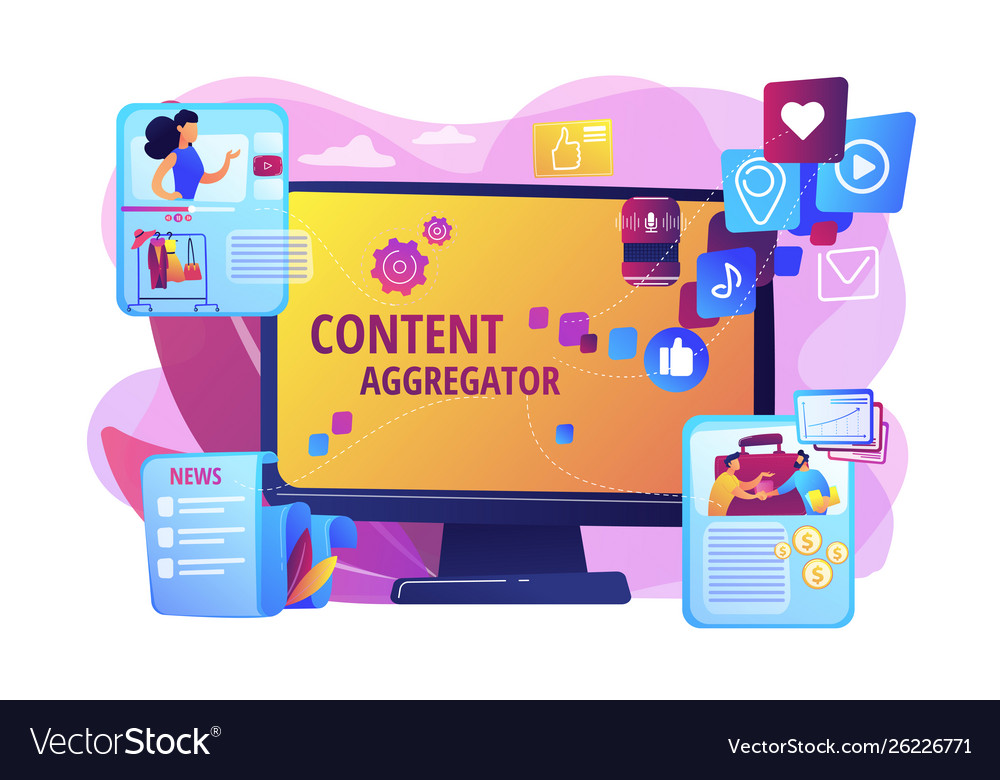 CONTENT
AGGREGATOR
NEWS
$
$
$
$
VectorStock®
VectorStock.com/26226771